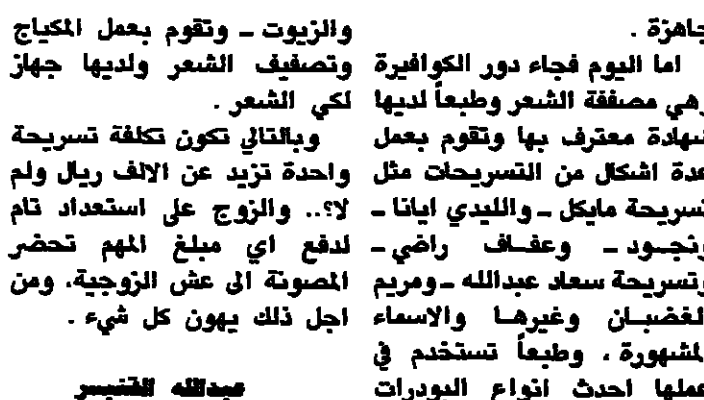 جاهزة .
اما اليوم فجاء دور الكوافيرة
وهي مصففة الشعر وطبعاً لديها
شهادة معترف بها وتقوم بعمل
عدة اشكال من التسريحات مثل
تسريحة مايكل ـ والليدي ايانا ـ
ونجـود ـ وعفـاف راضي ـ
وتسريحة سعاد عبدالله ـ ومريم
الغضبـان وغيرهـا والاسماء
المشهورة . وطبعاً تستخدم في
عملها احدث انواع البودرات
والزيوت ـ وتقوم بعمل المكياج
وتصفيف الشعر ولديها جهاز
لكي الشعر .
وبالتالي تكون تكلفة تسريحة
واحدة تزيد عن الالف ريال ولم
لا؟.. والزوج على استعداد تام
لدفع اي مبلغ المهم تحضر
المصونة الى عش الزوجية. ومن
اجل ذلك يهون كل شيء .
عبدالله